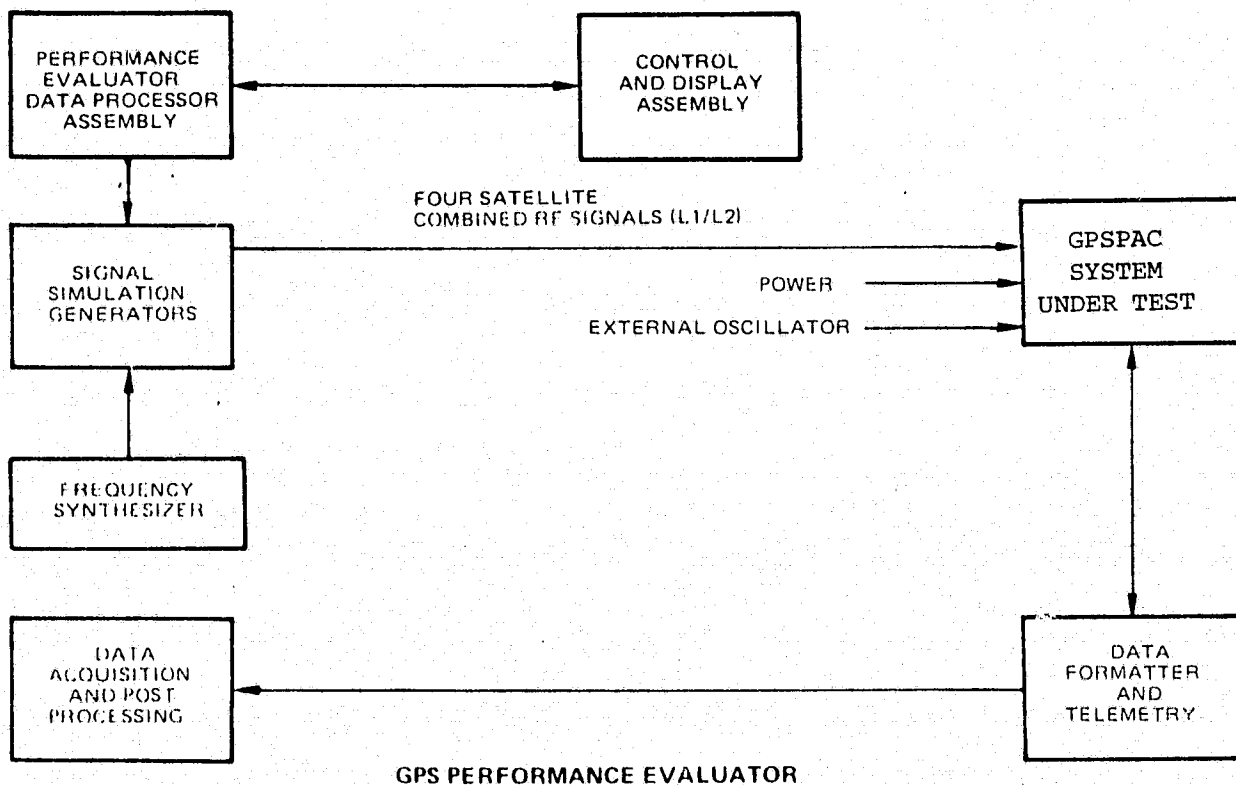 PERFORMANCE
EVALUATOR
DATA PROCESSOR
ASSEMBLY
CONTROL
AND DISPLAY
ASSEMBLY
FOUR SATELLITE
COMBINED RF SIGNALS (L1/L2)
SIGNAL
SIMULATION
GENERATORS
POWER
EXTERNAL OSCILLATOR
GPSPAC
SYSTEM
UNDER TEST
FREQUENCY
SYNTHESIZER
DATA
ACQUISITION
AND POST
PROCESSING
DATA
FORMATTER
AND
TELEMETRY
GPS PERFORMANCE EVALUATOR